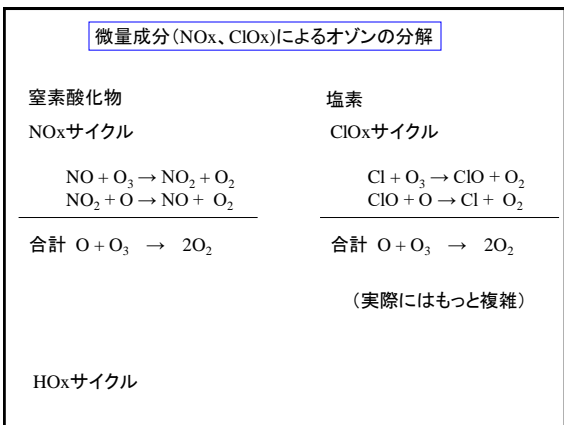 微量成分(NOx、ClOx)によるオゾンの分解
窒素酸化物
NOxサイクル
NO + O₃ → NO₂ + O₂
NO₂ + O → NO + O₂
合計 O + O₃ → 2O₂
塩素
ClOxサイクル
Cl + O₃ → ClO + O₂
ClO + O → Cl + O₂
合計 O + O₃ → 2O₂
(実際にはもっと複雑)
HOxサイクル